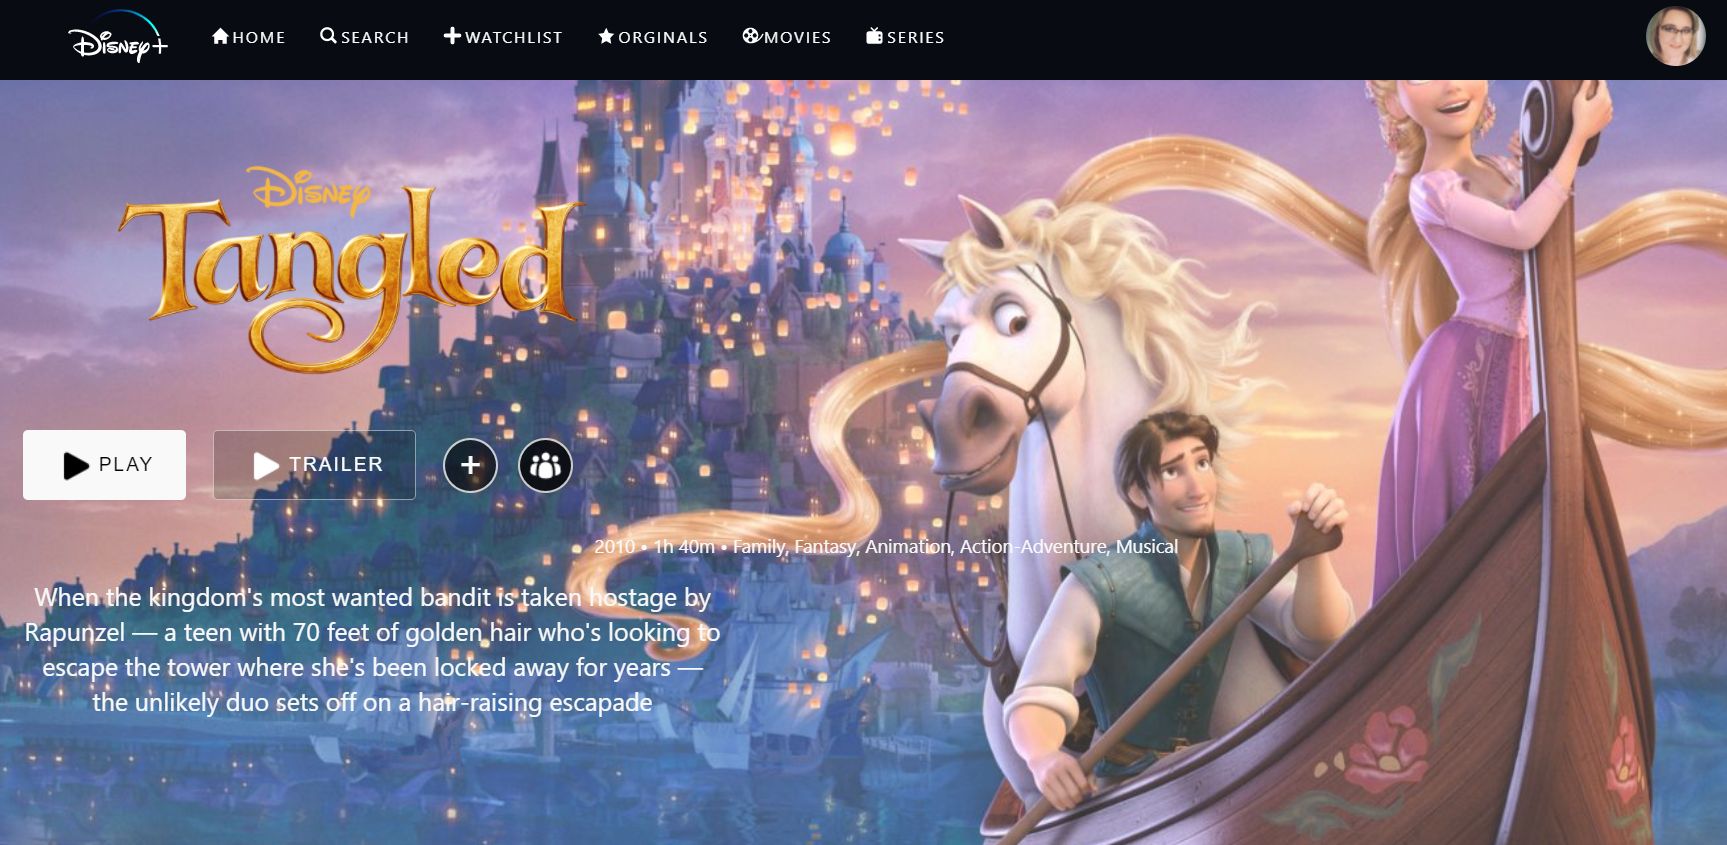 Disney+ HOME SEARCH WATCHLIST ORGINALS MOVIES SERIES
Disney
Tangled
PLAY TRAILER
2010 • 1h 40m • Family, Fantasy, Animation, Action-Adventure, Musical
When the kingdom's most wanted bandit is taken hostage by
Rapunzel — a teen with 70 feet of golden hair who's looking to
escape the tower where she's been locked away for years —
the unlikely duo sets off on a hair-raising escapade